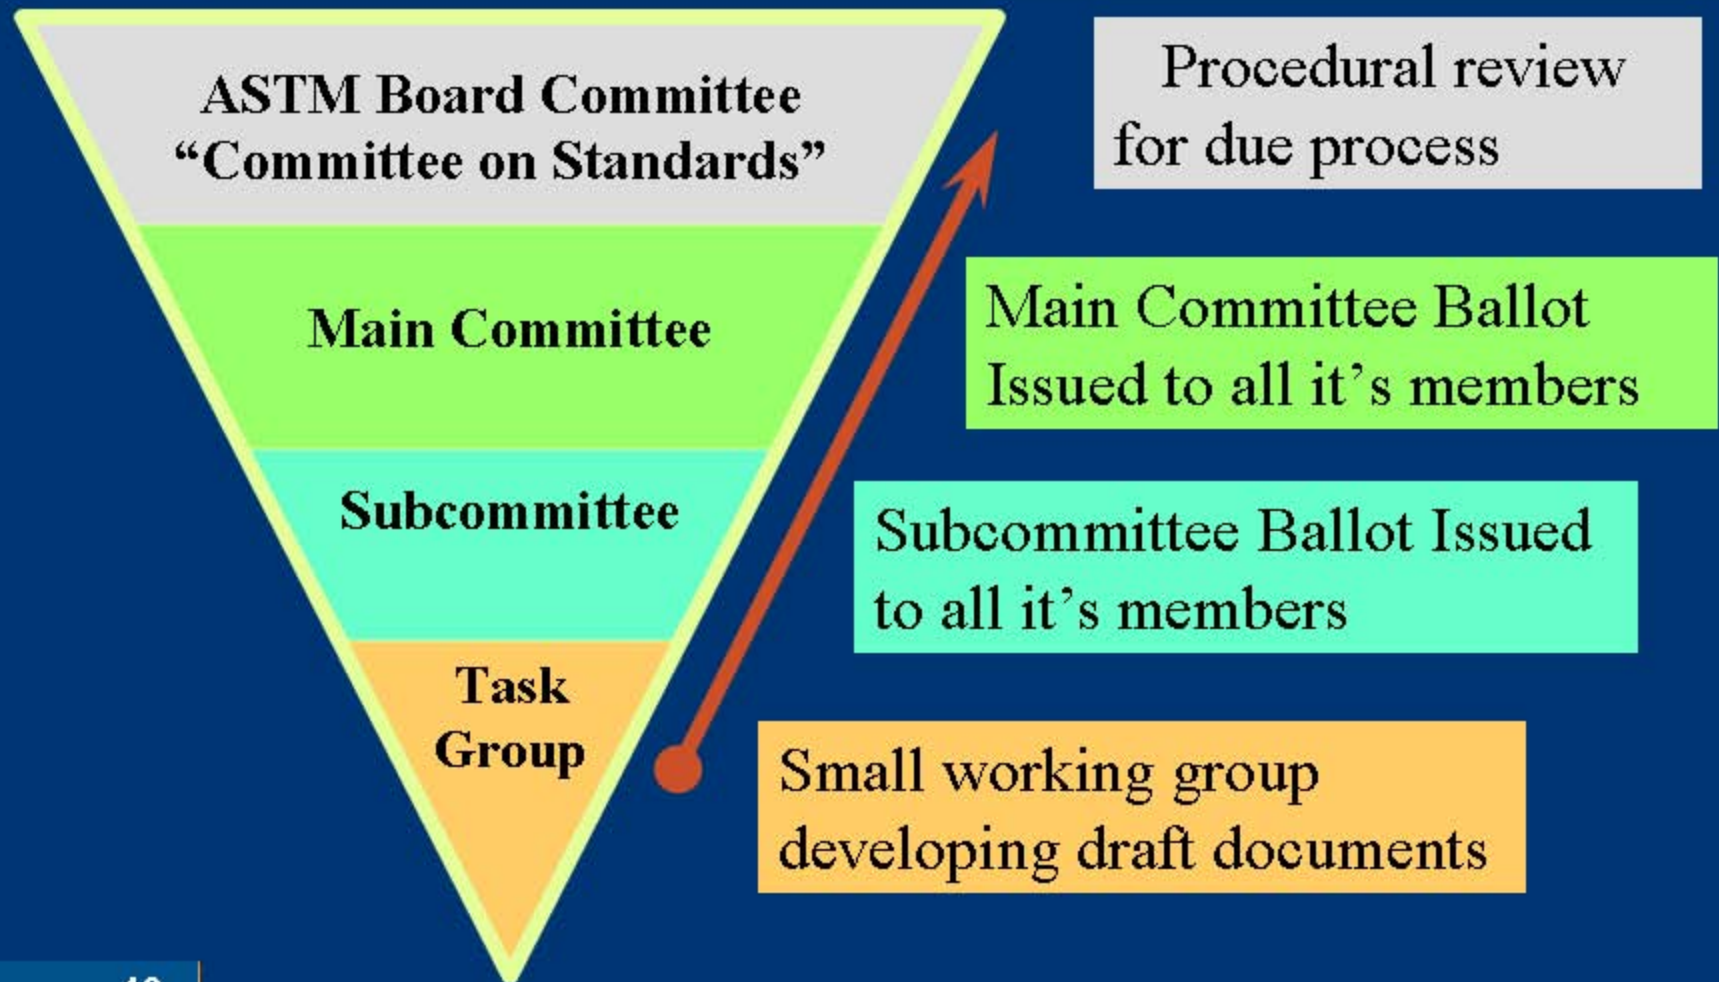 ASTM Board Committee
“Committee on Standards”
Procedural review
for due process
Main Committee
Main Committee Ballot
Issued to all it’s members
Subcommittee
Subcommittee Ballot Issued
to all it’s members
Task
Group
Small working group
developing draft documents